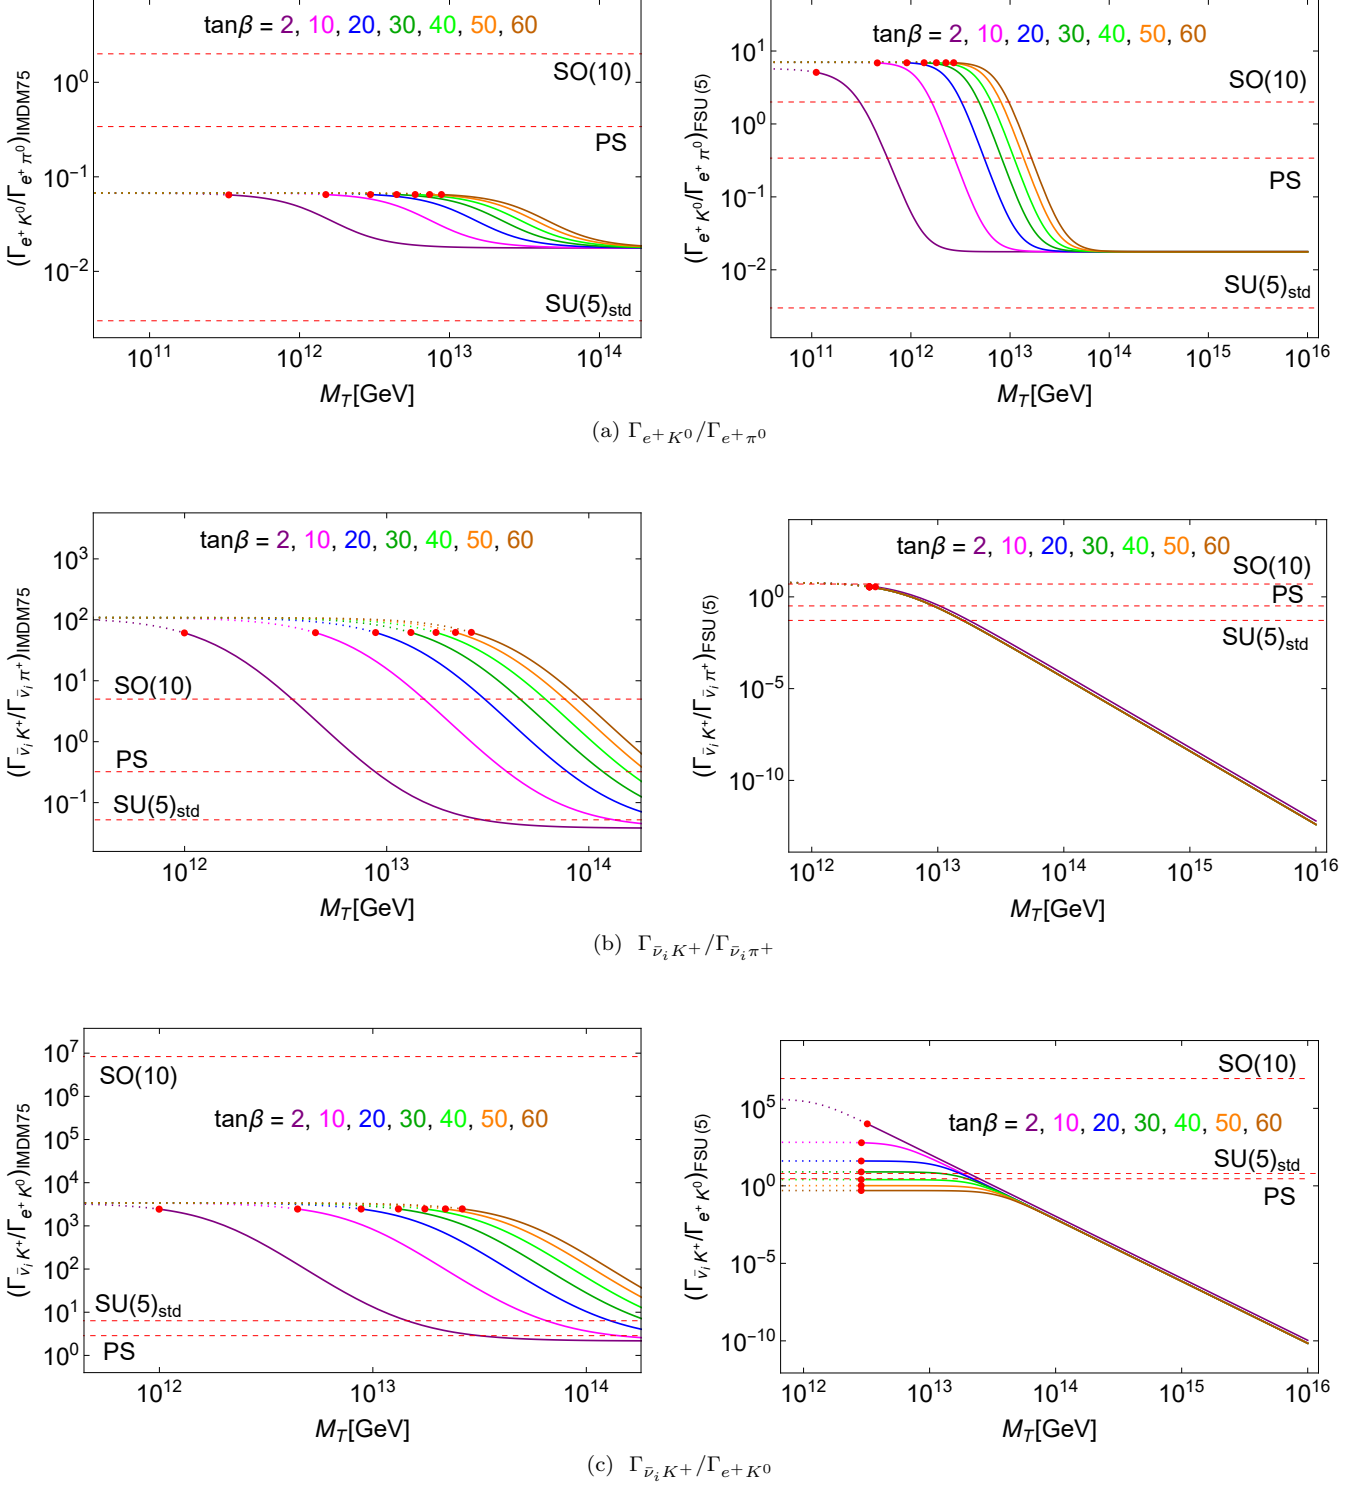 tanβ = 2, 10, 20, 30, 40, 50, 60
SO(10)
PS
SU(5)std
10^0
10^−1
10^−2
(Γe+ K0/Γe+ π0)IMDM75
10^11 10^12 10^13 10^14
M_T[GeV]
tanβ = 2, 10, 20, 30, 40, 50, 60
SO(10)
PS
SU(5)std
10^1
10^0
10^−1
10^−2
(Γe+ K0/Γe+ π0)FSU(5)
10^11 10^12 10^13 10^14 10^15 10^16
M_T[GeV]
(a) Γe+K0/Γe+π0
tanβ = 2, 10, 20, 30, 40, 50, 60
SO(10)
PS
SU(5)std
10^3
10^2
10^1
10^0
10^−1
(Γν̄i K+/Γν̄i π+)IMDM75
10^12 10^13 10^14
M_T[GeV]
tanβ = 2, 10, 20, 30, 40, 50, 60
SO(10)
PS
SU(5)std
10^0
10^−5
10^−10
(Γν̄i K+/Γν̄i π+)FSU(5)
10^12 10^13 10^14 10^15 10^16
M_T[GeV]
(b) Γν̄iK+/Γν̄iπ+
SO(10)
tanβ = 2, 10, 20, 30, 40, 50, 60
SU(5)std
PS
10^7
10^6
10^5
10^4
10^3
10^2
10^1
10^0
(Γν̄i K+/Γe+ K0)IMDM75
10^12 10^13 10^14
M_T[GeV]
SO(10)
tanβ = 2, 10, 20, 30, 40, 50, 60
SU(5)std
PS
10^5
10^0
10^−5
10^−10
(Γν̄i K+/Γe+ K0)FSU(5)
10^12 10^13 10^14 10^15 10^16
M_T[GeV]
(c) Γν̄iK+/Γe+K0